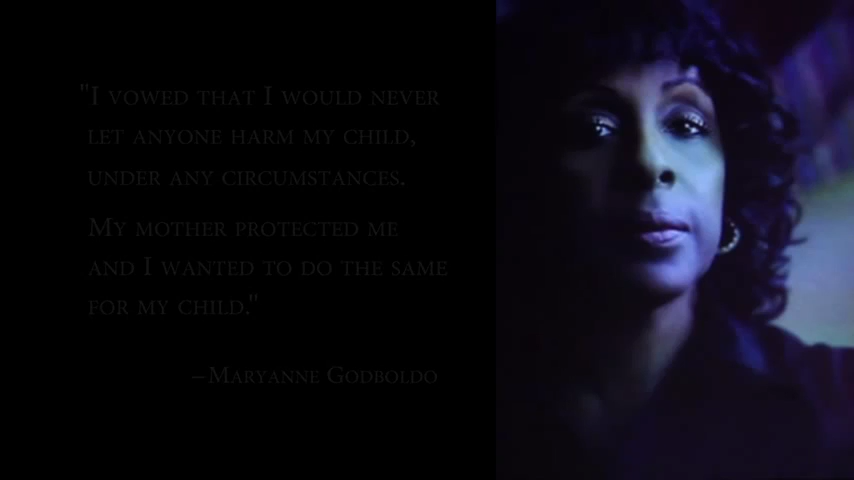 "I VOWED THAT I WOULD NEVER
LET ANYONE HARM MY CHILD,
UNDER ANY CIRCUMSTANCES.
MY MOTHER PROTECTED ME
AND I WANTED TO DO THE SAME
FOR MY CHILD."
–MARYANNE GODBOLDO